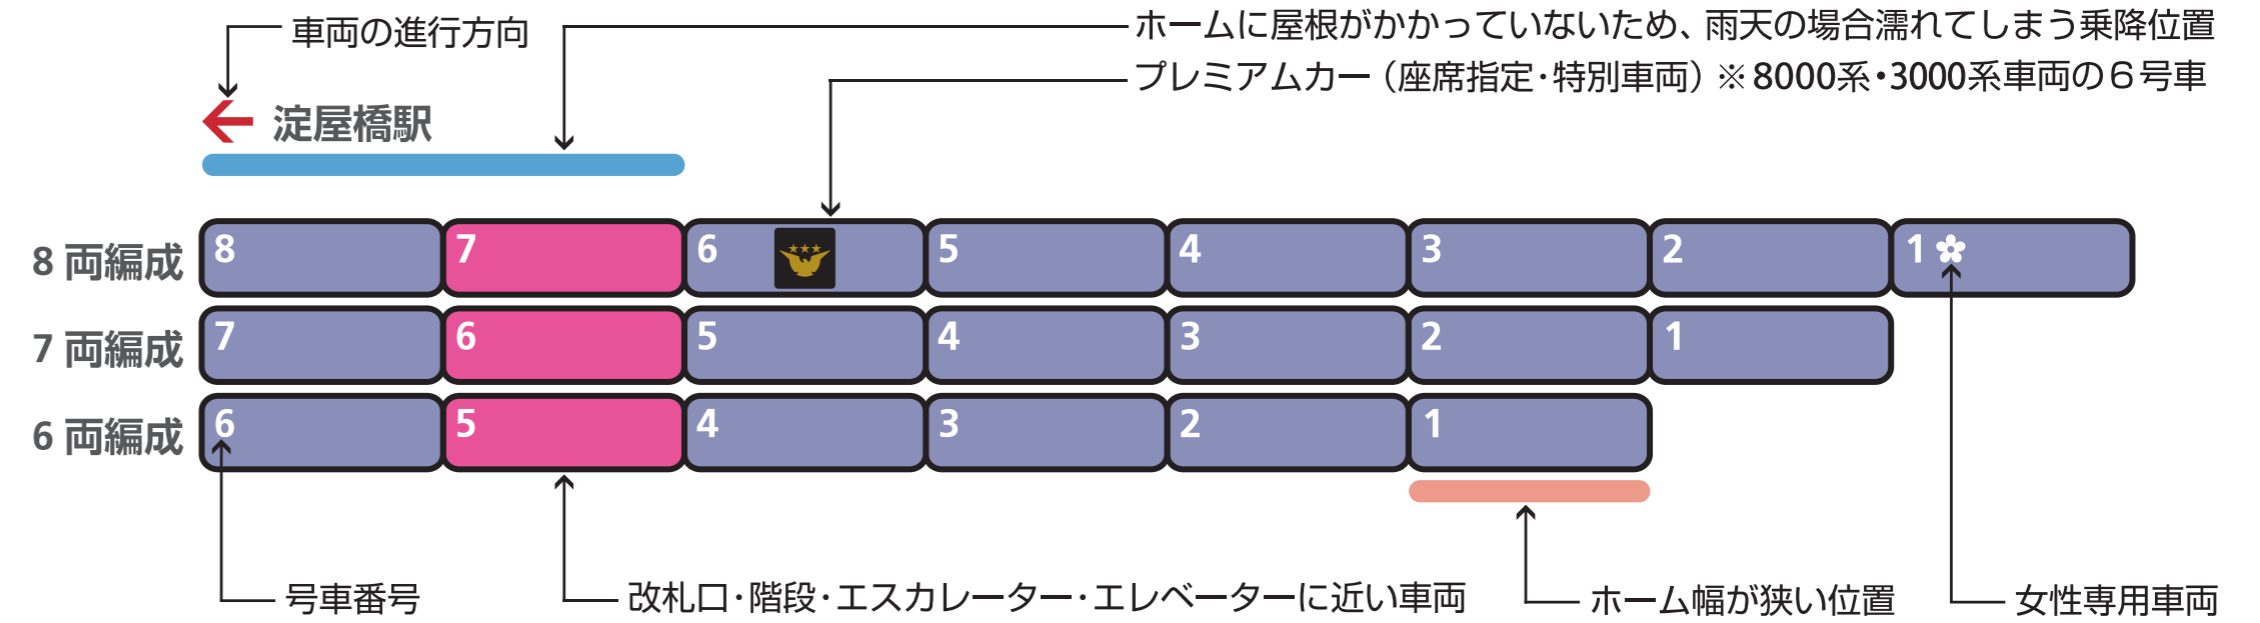 車両の進行方向
ホームに屋根がかかっていないため、雨天の場合濡れてしまう乗降位置
プレミアムカー（座席指定・特別車両）※8000系・3000系車両の６号車
淀屋橋駅
8両編成 8 7 6 5 4 3 2 1
7両編成 7 6 5 4 3 2 1
6両編成 6 5 4 3 2 1
号車番号
改札口・階段・エスカレーター・エレベーターに近い車両
ホーム幅が狭い位置
女性専用車両